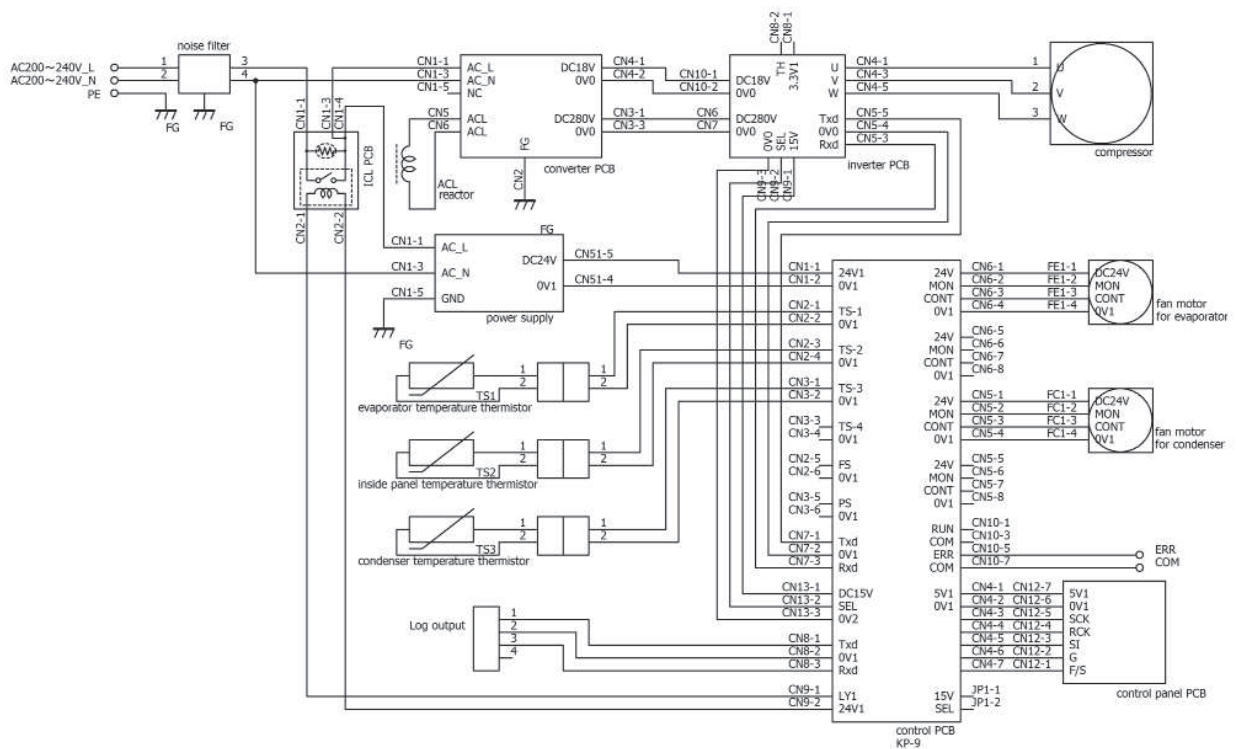 CN8-2
CN8-1
noise filter
AC200～240V_L
1
3
AC200～240V_N
2
4
PE
FG
FG
CN1-1
CN1-3
CN1-4
ICL PCB
CN2-1
CN2-2
CN1-1
AC_L
CN1-3
AC_N
CN1-5
NC
CN5
ACL
CN6
ACL
DC18V
CN4-1
0V0
CN4-2
DC280V
CN3-1
0V0
CN3-3
FG
CN2
converter PCB
ACL
reactor
CN10-1
DC18V
CN10-2
0V0
CN6
DC280V
CN7
0V0
TH
3.3V1
U
CN4-1
V
CN4-3
W
CN4-5
Txd
CN5-5
0V0
CN5-4
Rxd
CN5-3
0V0
SEL
15V
CN9-3
CN9-2
CN9-1
inverter PCB
1
U
2
V
3
W
compressor
FG
CN1-1
AC_L
CN1-3
AC_N
CN1-5
GND
DC24V
CN51-5
0V1
CN51-4
power supply
FG
1
2
TS1
1
2
evaporator temperature thermistor
1
2
TS2
1
2
inside panel temperature thermistor
1
2
TS3
1
2
condenser temperature thermistor
Log output
1
2
3
4
CN1-1
24V1
CN1-2
0V1
CN2-1
TS-1
CN2-2
0V1
CN2-3
TS-2
CN2-4
0V1
CN3-1
TS-3
CN3-2
0V1
CN3-3
TS-4
CN3-4
0V1
CN2-5
FS
CN2-6
0V1
CN3-5
PS
CN3-6
0V1
CN7-1
Txd
CN7-2
0V1
CN7-3
Rxd
CN13-1
DC15V
CN13-2
SEL
CN13-3
0V2
CN8-1
Txd
CN8-2
0V1
CN8-3
Rxd
CN9-1
LY1
CN9-2
24V1
24V
CN6-1
FE1-1
DC24V
MON
CN6-2
FE1-2
MON
CONT
CN6-3
FE1-3
CONT
0V1
CN6-4
FE1-4
0V1
fan motor
for evaporator
24V
CN6-5
MON
CN6-6
CONT
CN6-7
0V1
CN6-8
24V
CN5-1
FC1-1
DC24V
MON
CN5-2
FC1-2
MON
CONT
CN5-3
FC1-3
CONT
0V1
CN5-4
FC1-4
0V1
fan motor
for condenser
24V
CN5-5
MON
CN5-6
CONT
CN5-7
0V1
CN5-8
RUN
CN10-1
COM
CN10-3
ERR
CN10-5
ERR
COM
CN10-7
COM
5V1
CN4-1
CN12-7
5V1
0V1
CN4-2
CN12-6
0V1
CN4-3
CN12-5
SCK
CN4-4
CN12-4
RCK
CN4-5
CN12-3
SI
CN4-6
CN12-2
G
CN4-7
CN12-1
F/S
control panel PCB
15V
JP1-1
SEL
JP1-2
control PCB
KP-9